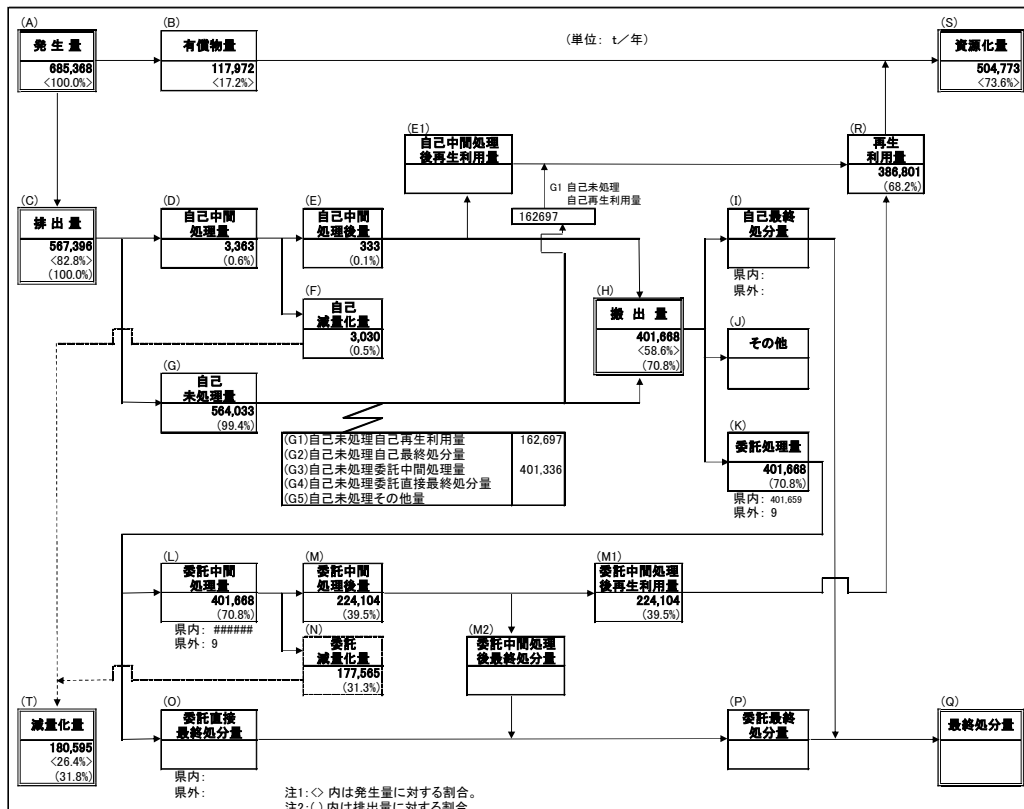 (A)
発 生 量
685,368
<100.0%>
(B)
有償物量
117,972
<17.2%>
(単位： t／年)
(S)
資源化量
504,773
<73.6%>
(E1)
自己中間処理
後再生利用量
(R)
再生
利用量
386,801
(68.2%)
G1 自己未処理
自己再生利用量
162697
(C)
排 出 量
567,396
<82.8%>
(100.0%)
(D)
自己中間
処理量
3,363
(0.6%)
(E)
自己中間
処理後量
333
(0.1%)
(I)
自己最終
処分量
県内：
県外：
(F)
自己
減量化量
3,030
(0.5%)
(H)
搬 出 量
401,668
<58.6%>
(70.8%)
(J)
その他
(G)
自己
未処理量
564,033
(99.4%)
(G1)自己未処理自己再生利用量 162,697
(G2)自己未処理自己最終処分量
(G3)自己未処理委託中間処理量 401,336
(G4)自己未処理委託直接最終処分量
(G5)自己未処理その他量
(K)
委託処理量
401,668
(70.8%)
県内： 401,659
県外： 9
(L)
委託中間
処理量
401,668
(70.8%)
県内： ######
県外： 9
(M)
委託中間
処理後量
224,104
(39.5%)
(M1)
委託中間処理
後再生利用量
224,104
(39.5%)
(N)
委託
減量化量
177,565
(31.3%)
(M2)
委託中間処理
後最終処分量
(T)
減量化量
180,595
<26.4%>
(31.8%)
(O)
委託直接
最終処分量
県内：
県外：
(P)
委託最終
処分量
(Q)
最終処分量
注1:<> 内は発生量に対する割合。
注2:( ) 内は排出量に対する割合